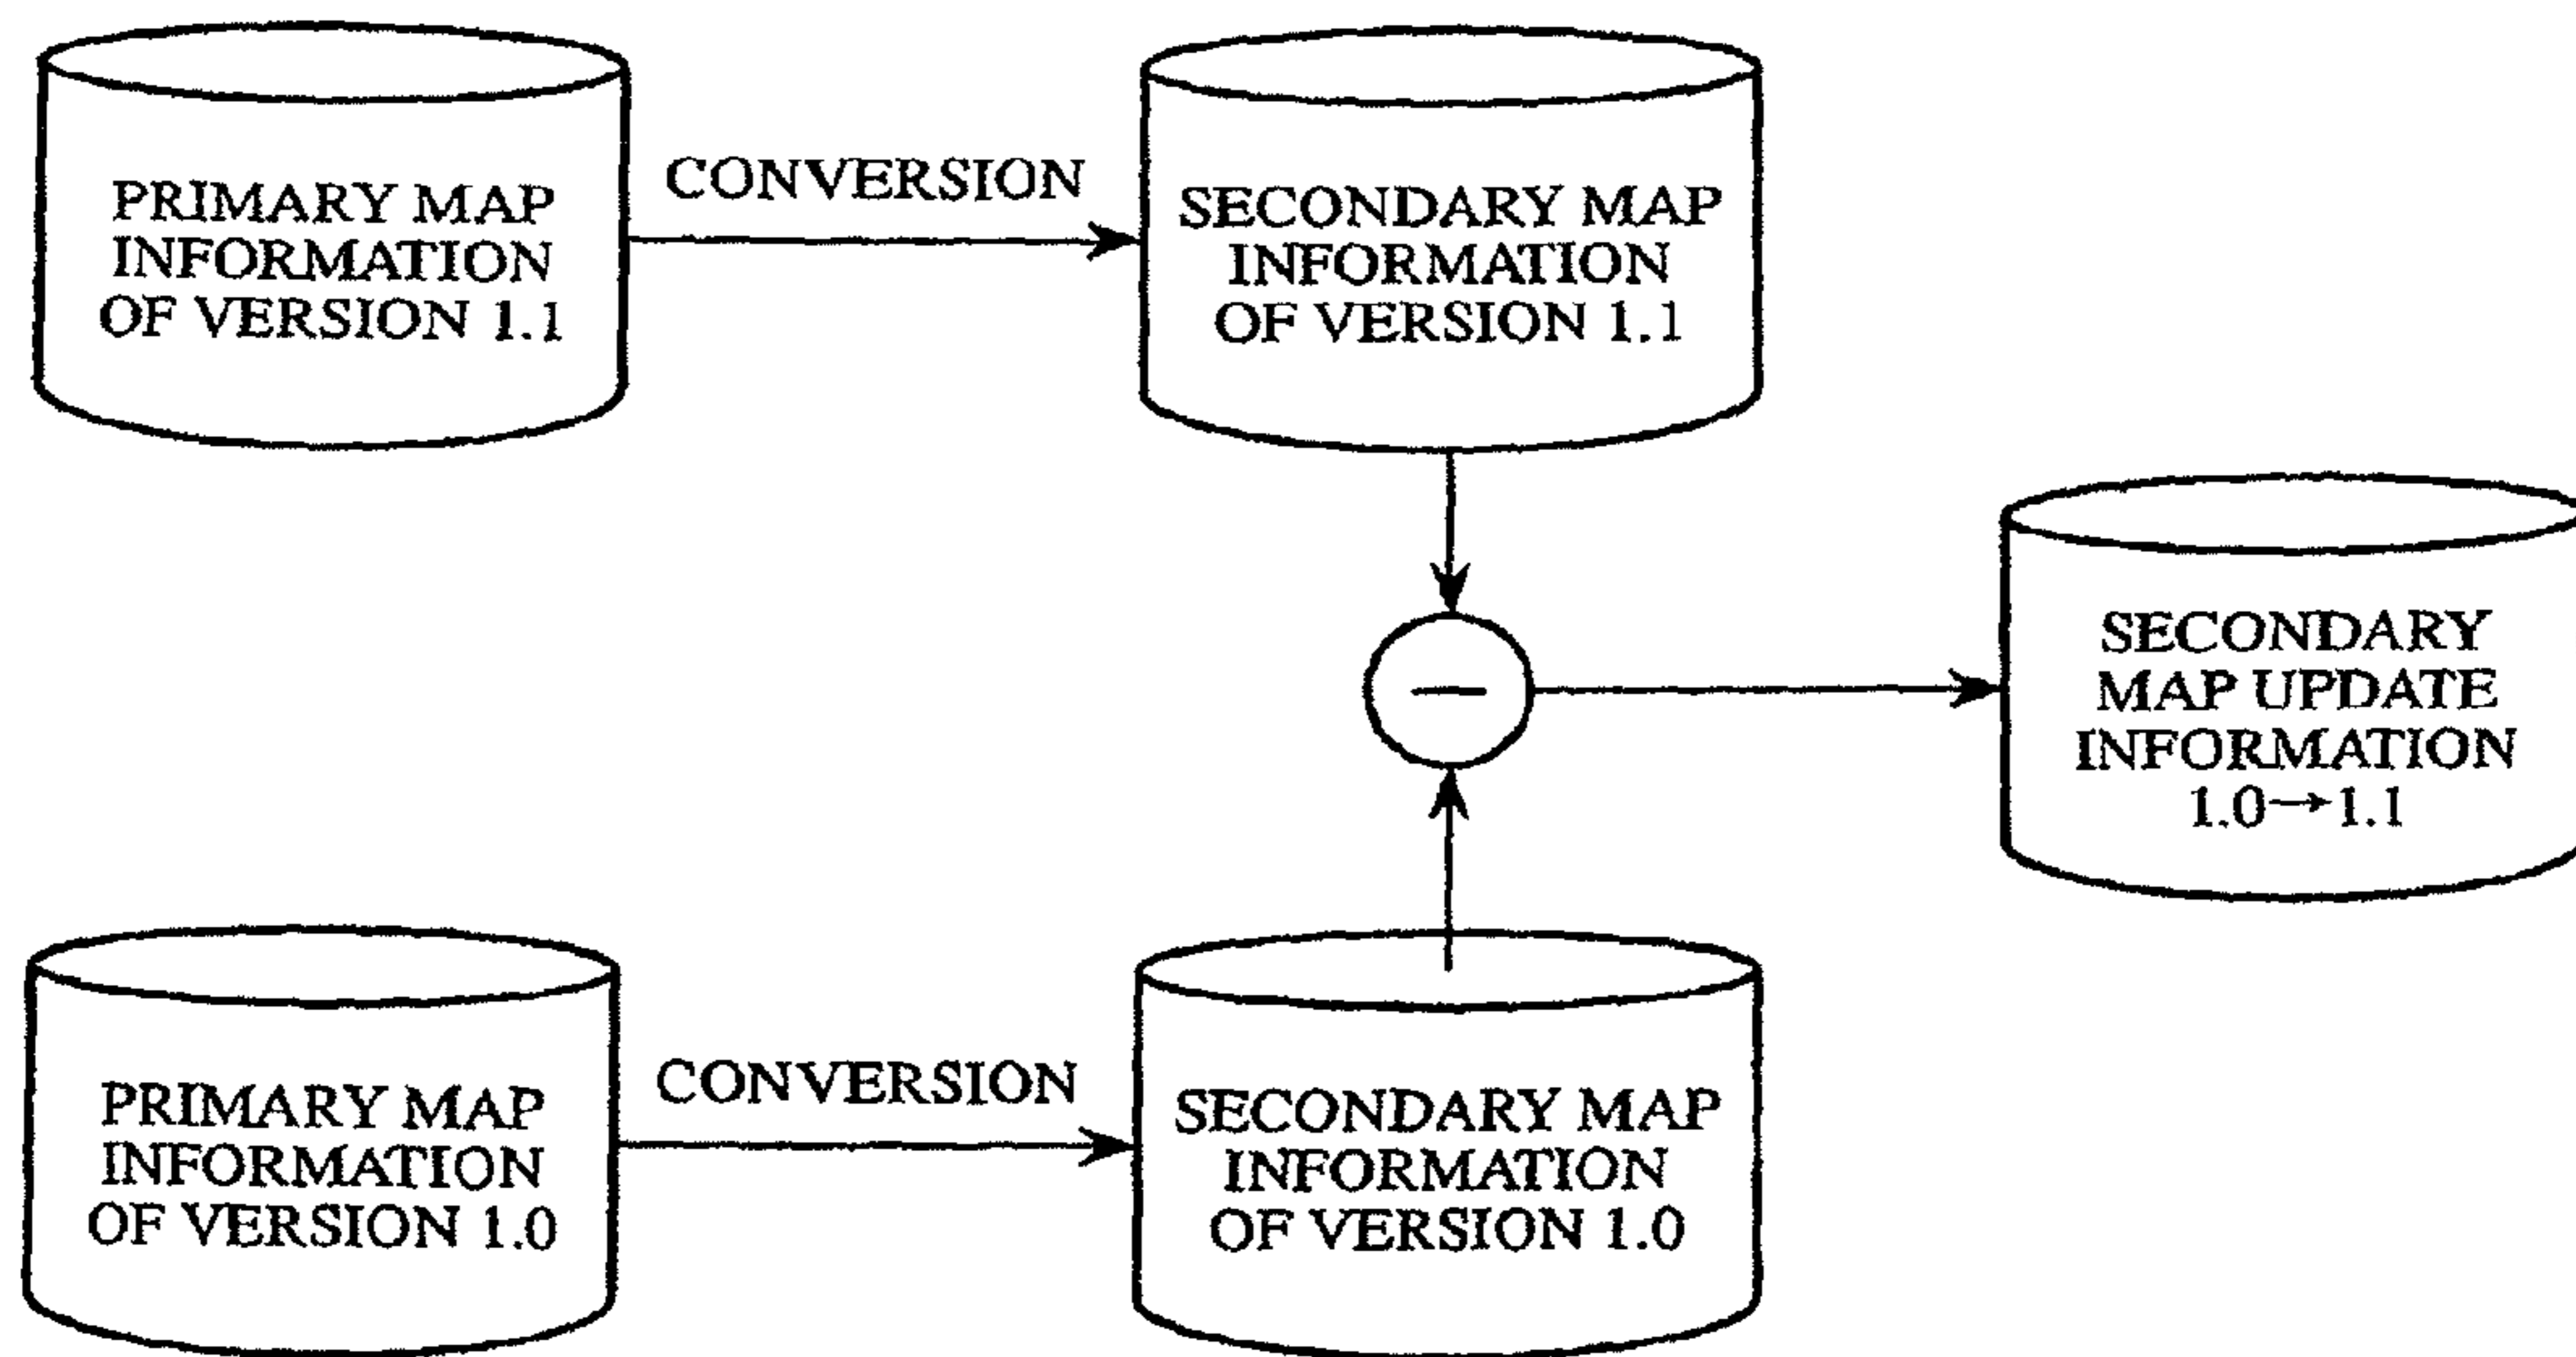 PRIMARY MAP
INFORMATION
OF VERSION 1.1
CONVERSION
SECONDARY MAP
INFORMATION
OF VERSION 1.1
SECONDARY
MAP UPDATE
INFORMATION
1.0→1.1
PRIMARY MAP
INFORMATION
OF VERSION 1.0
CONVERSION
SECONDARY MAP
INFORMATION
OF VERSION 1.0